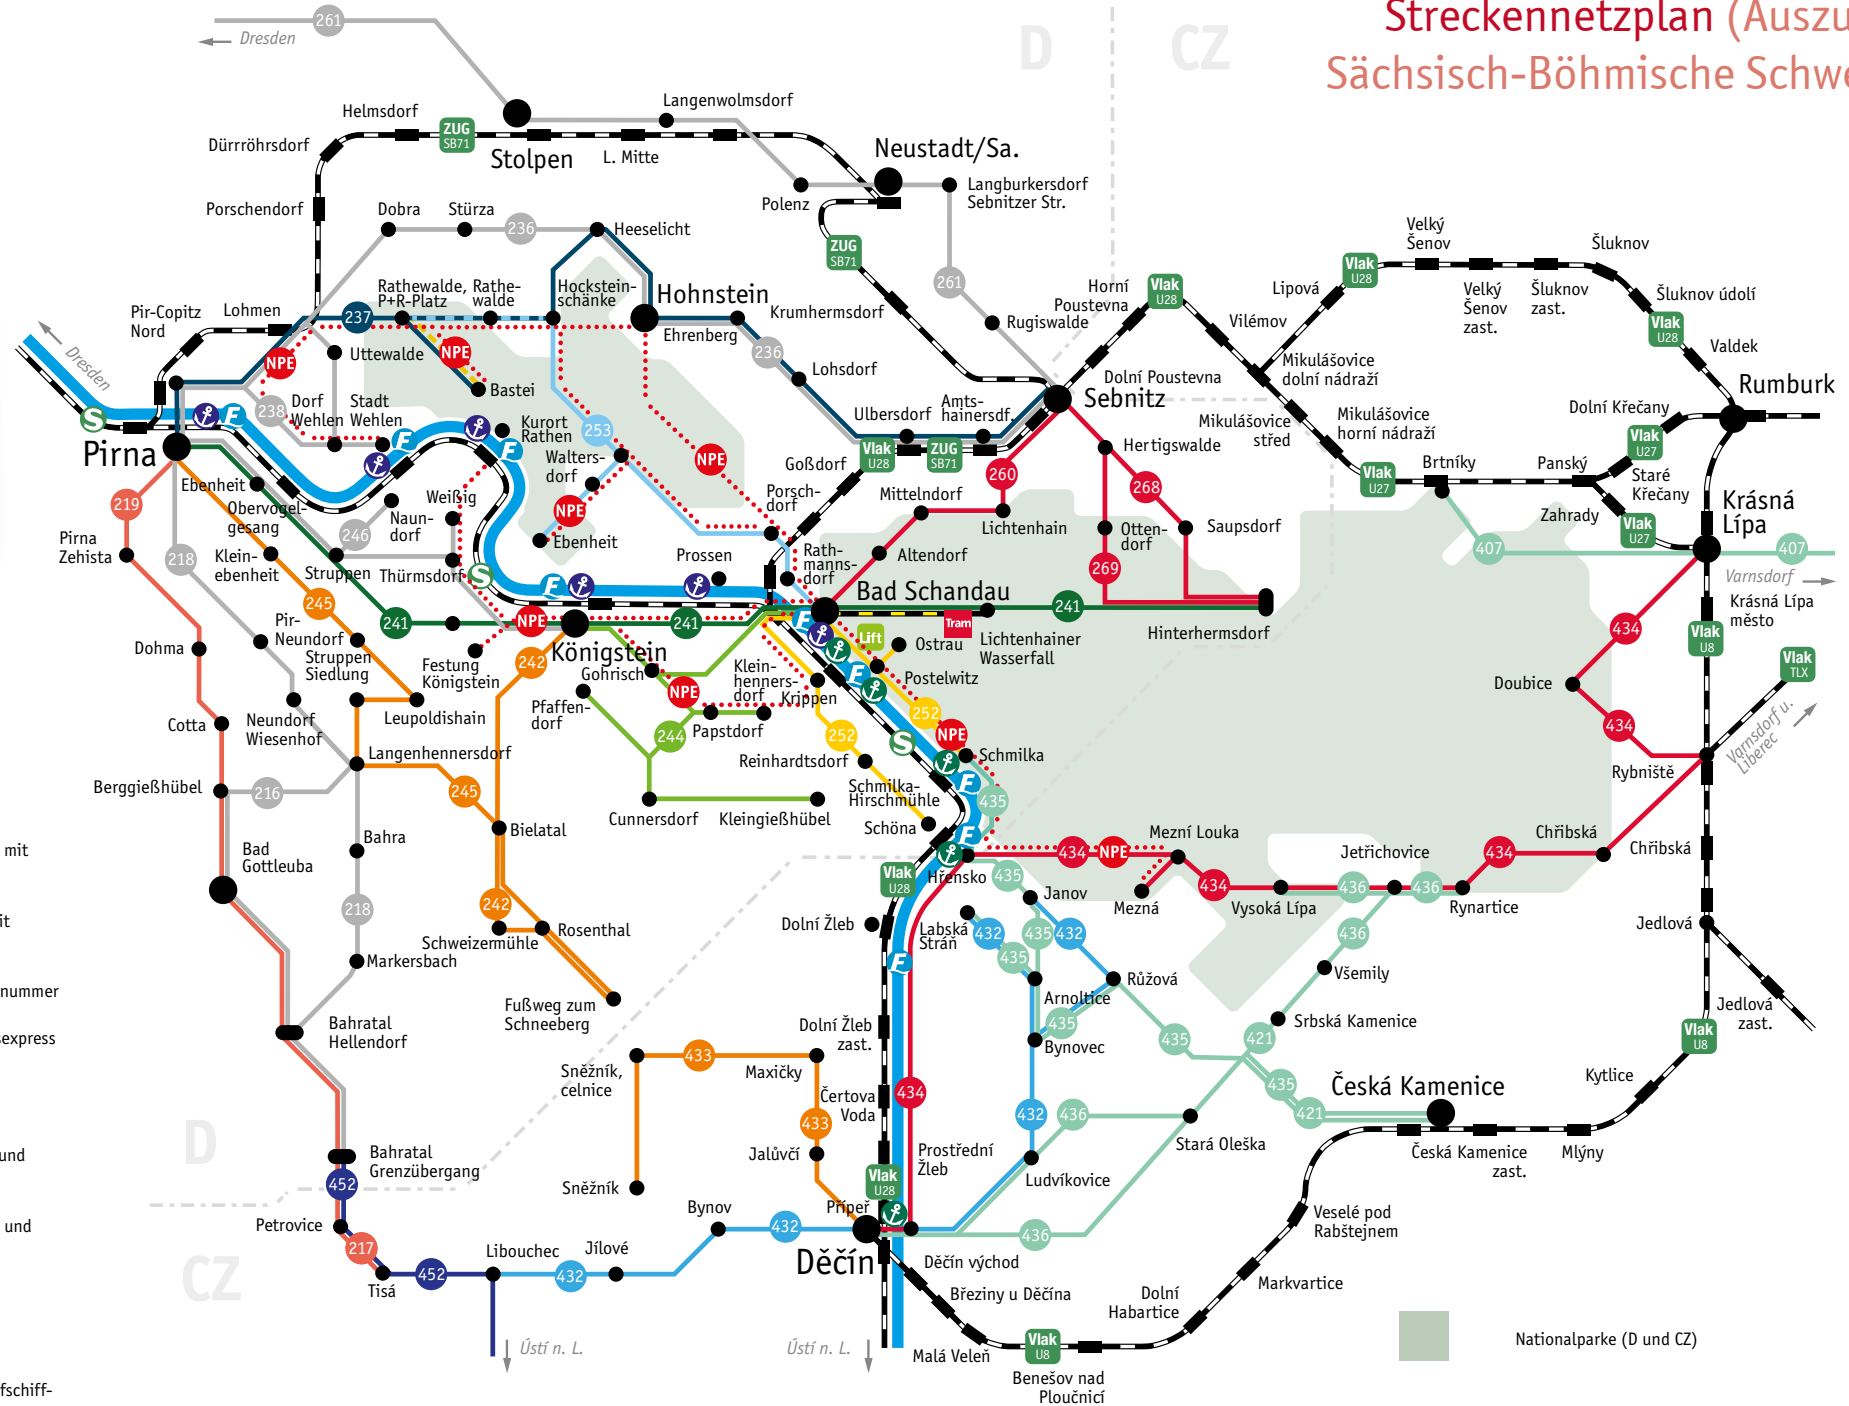 Streckennetzplan (Auszu
Sächsisch-Böhmische Schwe
D
CZ
261
Dresden
Helmsdorf
ZUG
SB71
Langenwolmsdorf
Dürrröhrsdorf
Stolpen
L. Mitte
Neustadt/Sa.
Porschendorf
Polenz
Langburkersdorf
Sebnitzer Str.
Dobra
Stürza
236
Heeselicht
ZUG
SB71
261
Rugiswalde
Velký
Šenov
Šluknov
Vlak
U28
Lipová
Velký
Šenov
zast.
Šluknov
zast.
Šluknov údolí
Vlak
U28
Valdek
Horní
Poustevna
Vlak
U28
Vilémov
Pir-Copitz
Nord
Lohmen
237
Rathewalde,
P+R-Platz
Rathe-
walde
Hockstein-
schänke
Hohnstein
Ehrenberg
Krumhermsdorf
236
Lohsdorf
Dresden
NPE
Uttewalde
NPE
Bastei
Dolní Poustevna
Mikulášovice
dolní nádraží
Rumburk
Sebnitz
238
Dorf
Wehlen
Stadt
Wehlen
Kurort
Rathen
253
Ulbersdorf
Amts-
hainersdf.
Mikulášovice
střed
Mikulášovice
horní nádraží
Dolní Křečany
Vlak
U27
S
F
F
F
Pirna
Walters-
dorf
NPE
Goßdorf
Vlak
U28
ZUG
SB71
Hertigswalde
Vlak
U27
Brtníky
Panský
Staré
Křečany
Ebenheit
Obervogel-
gesang
Weißig
Naun-
dorf
246
NPE
Ebenheit
Porsch-
dorf
Mittelndorf
260
268
Lichtenhain
Zahrady
Vlak
U27
Krásná
Lípa
219
Pirna
Zehista
218
Klein-
ebenheit
Struppen
Thürmsdorf
S
Prossen
Rath-
manns-
dorf
Altendorf
Otten-
dorf
Saupsdorf
407
407
Varnsdorf
F
269
245
241
NPE
241
Bad Schandau
241
Krásná Lípa
město
Pir-
Neundorf
Struppen
Siedlung
Festung
Königstein
Königstein
F
Lift
Ostrau
Tram
Lichtenhainer
Wasserfall
Hinterhermsdorf
434
Vlak
U8
Vlak
TLX
Dohma
242
Gohrisch
NPE
Klein-
henners-
dorf
Krippen
F
Postelwitz
Doubice
Varnsdorf u.
Liberec
Cotta
Neundorf
Wiesenhof
Leupoldishain
Pfaffen-
dorf
244
Papstdorf
252
252
NPE
434
Langenhennersdorf
Reinhardtsdorf
S
Schmilka
Rybniště
Berggießhübel
216
245
Schmilka-
Hirschmühle
F
435
Cunnersdorf
Kleingießhübel
Schöna
F
Bielatal
Mezní Louka
Chřibská
Chřibská
mit
Bad
Gottleuba
Bahra
Hřensko
434
NPE
Jetřichovice
434
Vlak
U28
435
Janov
Mezná
434
Vysoká Lípa
436
436
Rynartice
it
218
242
Schweizemühle
Rosenthal
Dolní Žleb
Labská
Stráň
432
435
432
436
Jedlová
Markersbach
F
435
Arnoltice
Růžová
Všemily
nummer
Fußweg zum
Schneeberg
Jedlová
zast.
Bahratal
Hellendorf
Dolní Žleb
zast.
435
Bynovec
435
421
Srbská Kamenice
Vlak
U8
sexpress
Sněžník,
celnice
433
Maxičky
Čertova
Voda
434
432
436
435
421
Česká Kamenice
Kytlice
D
433
Stará Oleška
Česká Kamenice
zast.
Mlýny
und
Bahratal
Grenzübergang
Jalůvčí
Prostřední
Žleb
Ludvíkovice
452
Sněžník
Vlak
U28
und
Petrovice
217
Bynov
432
Přípeř
436
Veselé pod
Rabštejnem
CZ
Tisá
452
Libouchec
432
Jílové
Děčín
Děčín východ
Březiny u Děčína
Dolní
Habartice
Markvartice
Ústí n. L.
Ústí n. L.
Malá Veleň
Vlak
U8
Benešov nad
Ploučnicí
Nationalparke (D und CZ)
fschiff-